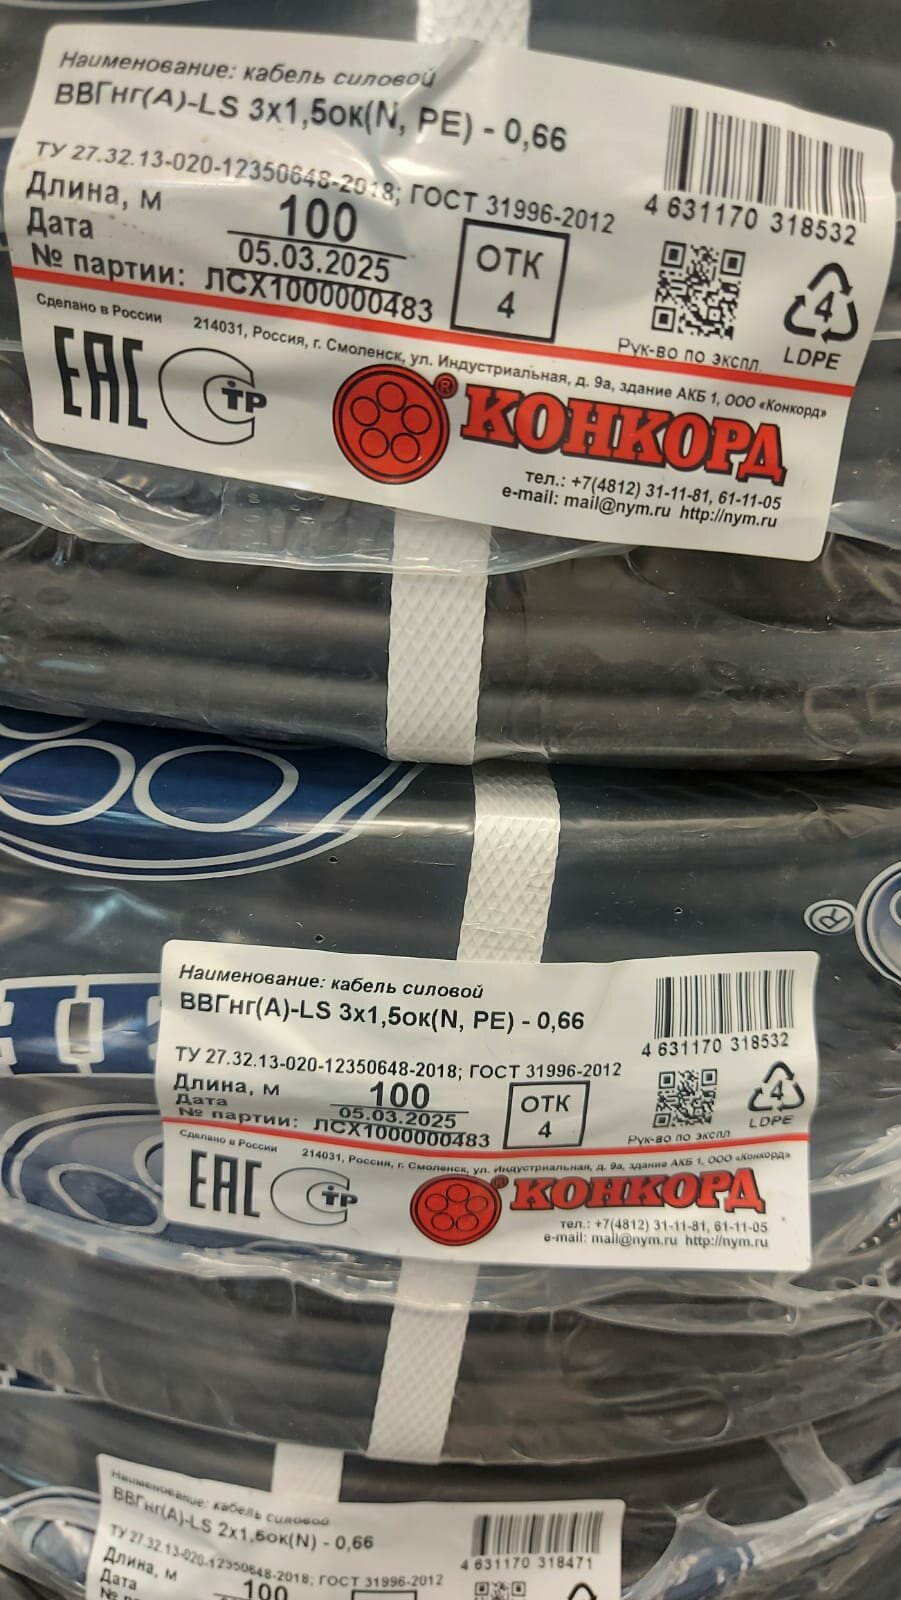 Наименование: кабель силовой
ВВГнг(А)-LS 3х1,5ок(N, PE) - 0,66
ТУ 27.32.13-020-12350648-2018; ГОСТ 31996-2012
4 631170 318532
Длина, м 100
Дата 05.03.2025
№ партии: ЛСХ1000000483
ОТК
4
Рук-во по экспл.
4
LDPE
Сделано в России
214031, Россия, г. Смоленск, ул. Индустриальная, д. 9а, здание АКБ 1, ООО «Конкорд»
ЕАС
С ТР
® КОНКОРД
тел.: +7(4812) 31-11-81, 61-11-05
e-mail: mail@nym.ru http://nym.ru
®
Наименование: кабель силовой
ВВГнг(А)-LS 3х1,5ок(N, PE) - 0,66
4 631170 318532
ТУ 27.32.13-020-12350648-2018; ГОСТ 31996-2012
Длина, м 100
Дата 05.03.2025
№ партии: ЛСХ1000000483
ОТК
4
Рук-во по экспл.
4
LDPE
Сделано в России
214031, Россия, г. Смоленск, ул. Индустриальная, д. 9а, здание АКБ 1, ООО «Конкорд»
ЕАС
С ТР
® КОНКОРД
тел.: +7(4812) 31-11-81, 61-11-05
e-mail: mail@nym.ru http://nym.ru
Наименование: кабель силовой
ВВГнг(А)-LS 2х1,5ок(N) - 0,66
ТУ 27.32.13-020-12350648-2018; ГОСТ 31996-2012
4 631170 318471
Длина, м 100
Дата